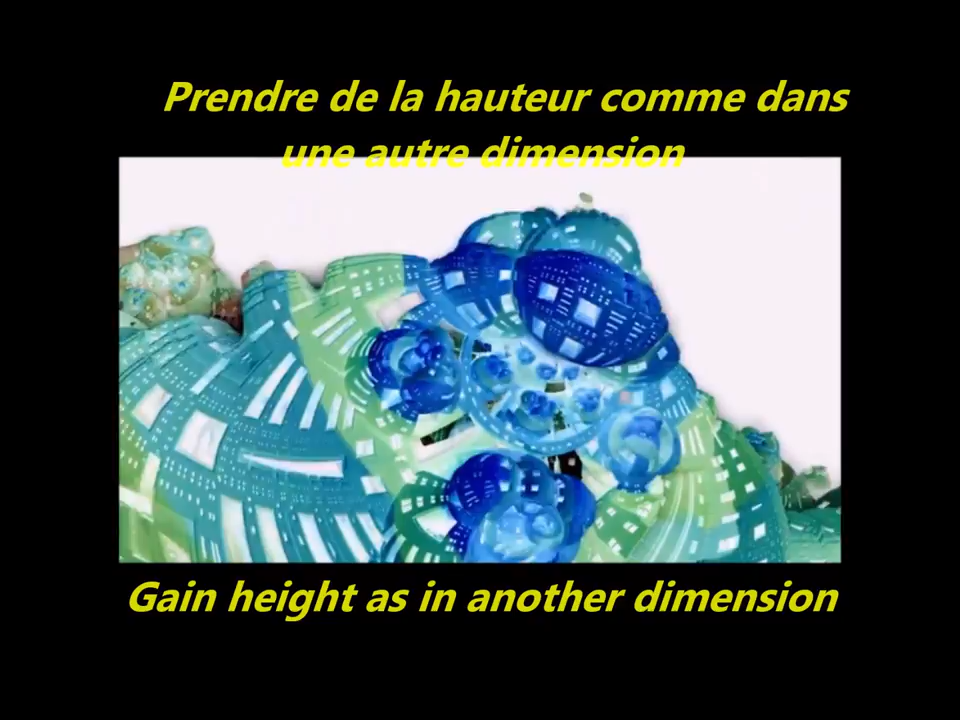 Prendre de la hauteur comme dans
une autre dimension
Gain height as in another dimension